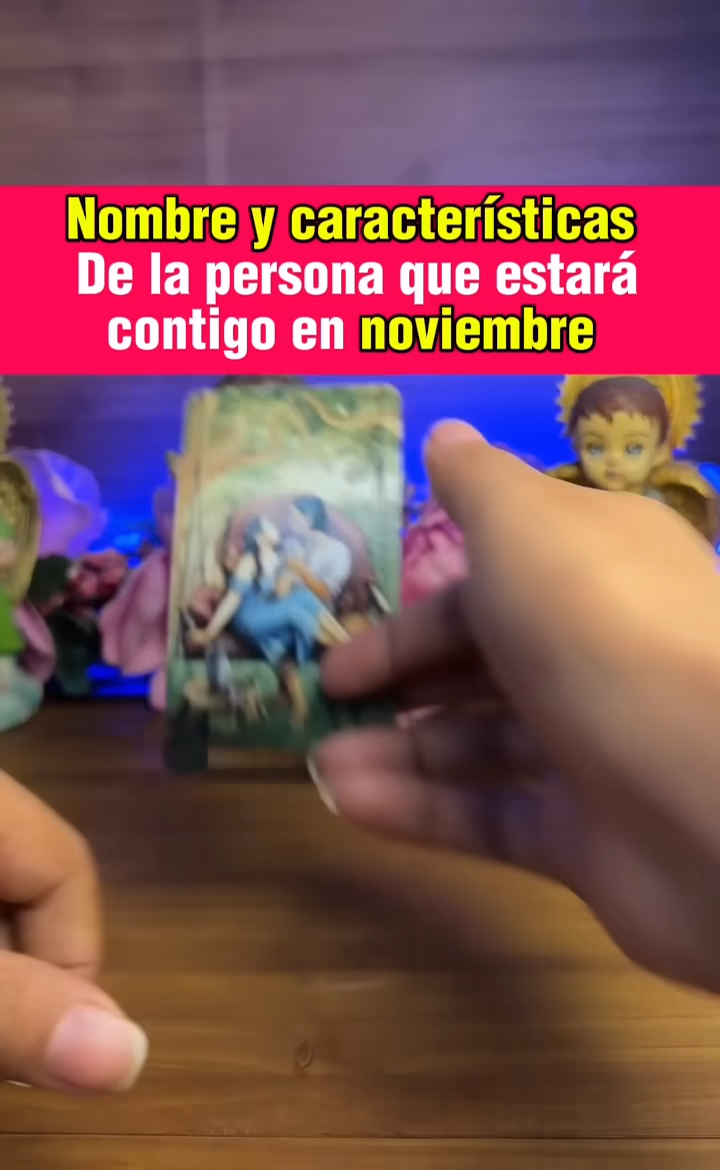 Nombre y características
De la persona que estará
contigo en noviembre